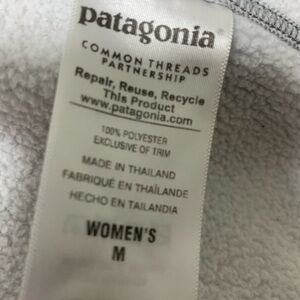 patagonia
COMMON THREADS
PARTNERSHIP
Repair, Reuse, Recycle
This Product
www.patagonia.com
100% POLYESTER
EXCLUSIVE OF TRIM
MADE IN THAILAND
FABRIQUÉ EN THAÏLANDE
HECHO EN TAILANDIA
WOMEN'S
M